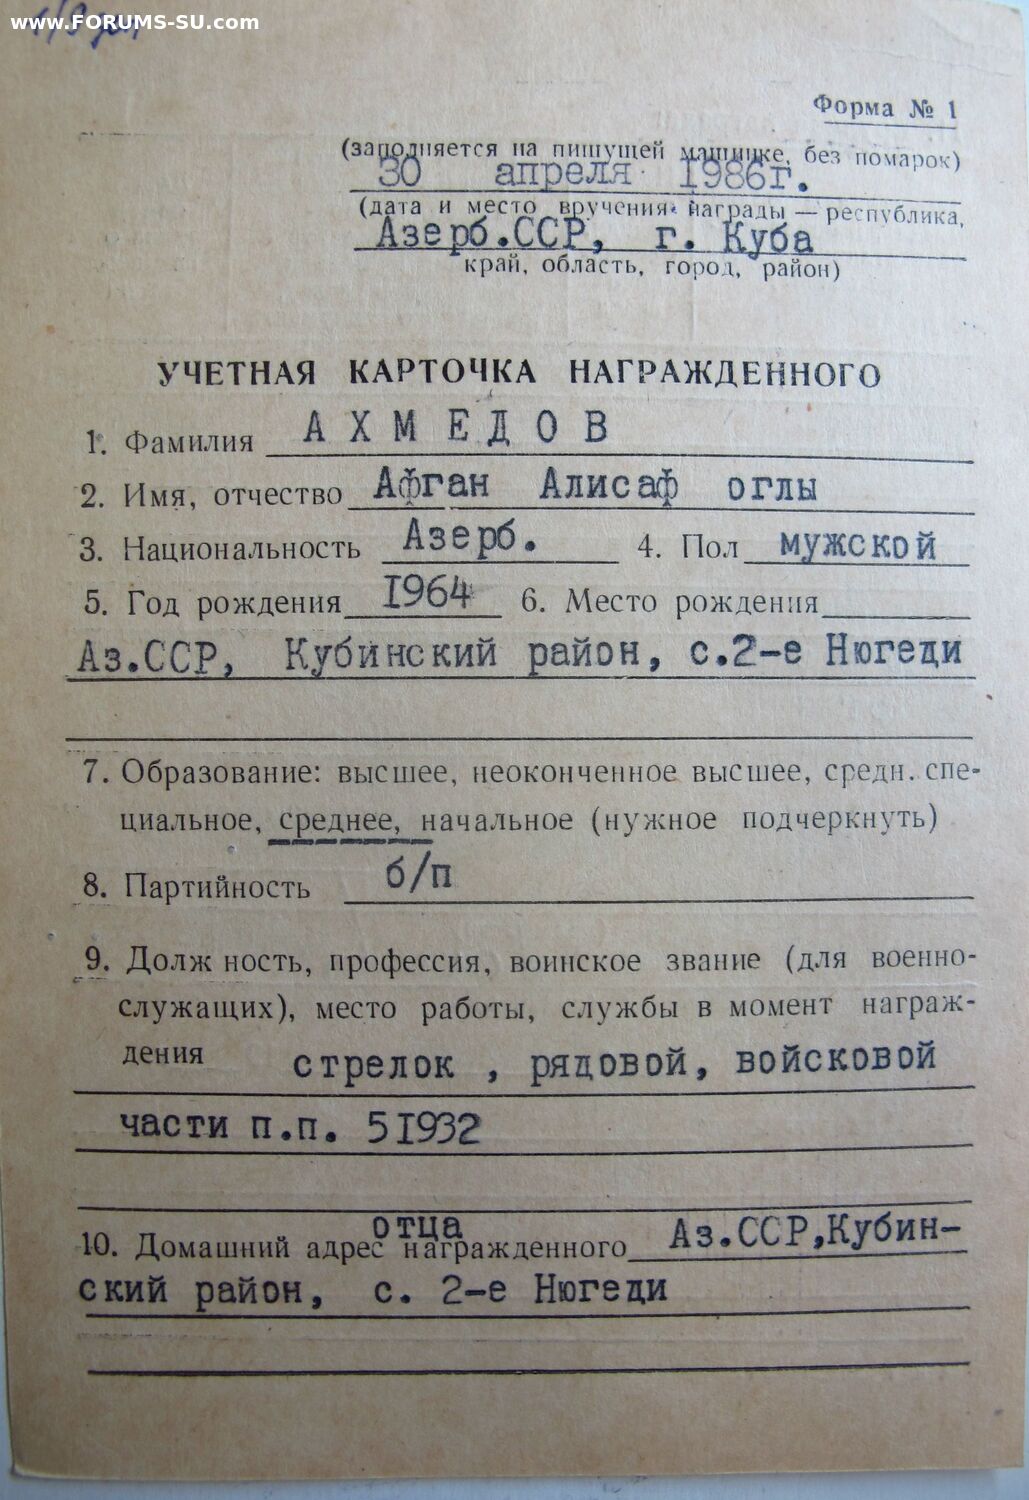 www.FORUMS-SU.com
Форма № 1
(заполняется на пишущей машинке, без помарок)
30 апреля 1986г.
(дата и место вручения награды — республика,
Азерб.ССР, г. Куба
край, область, город, район)
УЧЕТНАЯ КАРТОЧКА НАГРАЖДЕННОГО
1. Фамилия АХМЕДОВ
2. Имя, отчество Афган Алисаф оглы
3. Национальность Азерб. 4. Пол мужской
5. Год рождения 1964 6. Место рождения
Аз.ССР, Кубинский район, с.2-е Нюгеди
7. Образование: высшее, неоконченное высшее, средн. спе-
циальное, среднее, начальное (нужное подчеркнуть)
8. Партийность б/п
9. Должность, профессия, воинское звание (для военно-
служащих), место работы, службы в момент награж-
дения стрелок , рядовой, войсковой
части п.п. 51932
отца
10. Домашний адрес награжденного Аз.ССР,Кубин-
ский район, с. 2-е Нюгеди